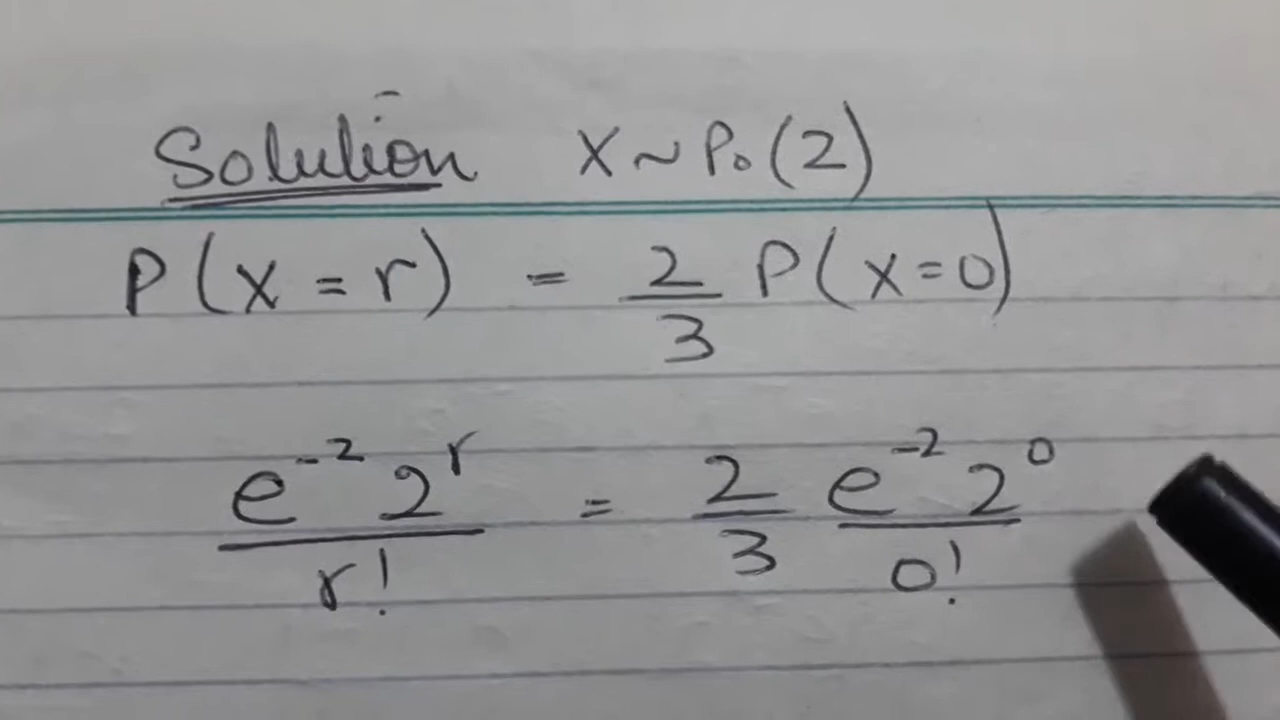 Solution X ~ Po(2)
P(X = r) = 2/3 P(X=0)
e^-2 2^r / r! = 2/3 e^-2 2^0 / 0!